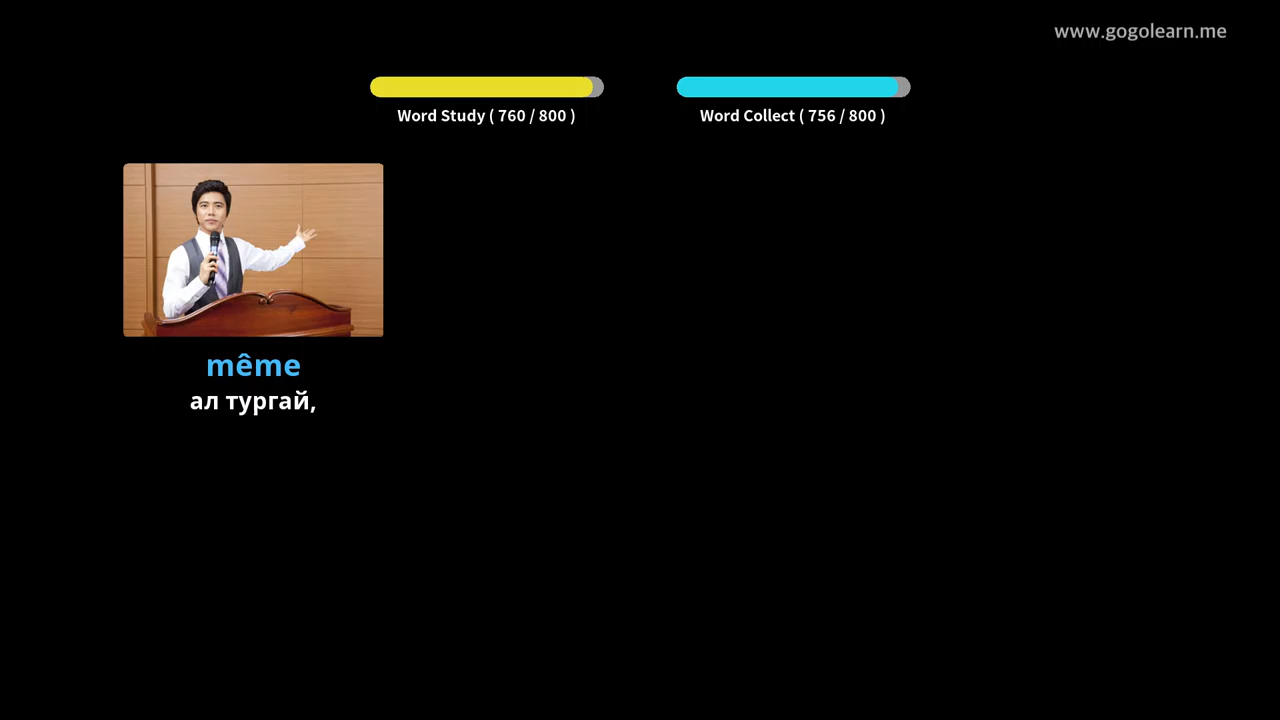 www.gogolearn.me
Word Study ( 760 / 800 )
Word Collect ( 756 / 800 )
même
ал тургай,